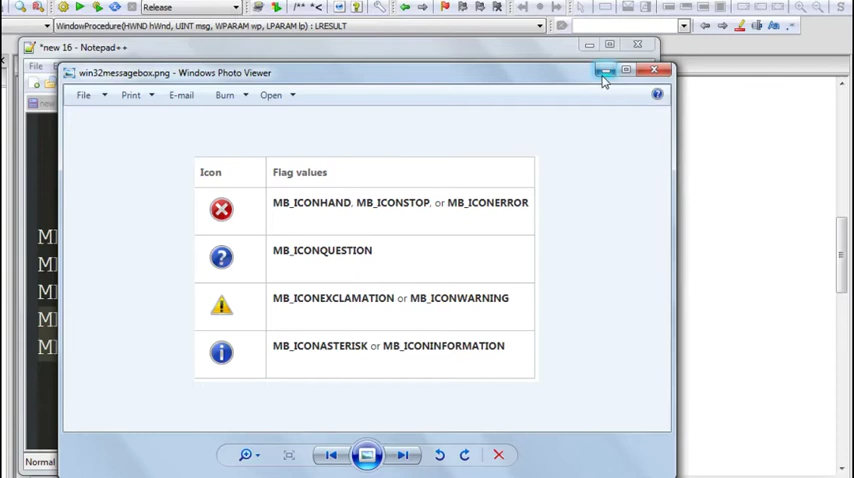 Release
/** *<
WindowProcedure(HWND hWnd, UINT msg, WPARAM wp, LPARAM lp) : LRESULT
*new 16 - Notepad++
File
win32messagebox.png - Windows Photo Viewer
File Print E-mail Burn Open
new
Icon Flag values
MB_ICONHAND, MB_ICONSTOP, or MB_ICONERROR
MB_ICONQUESTION
MB_ICONEXCLAMATION or MB_ICONWARNING
MB_ICONASTERISK or MB_ICONINFORMATION
Normal